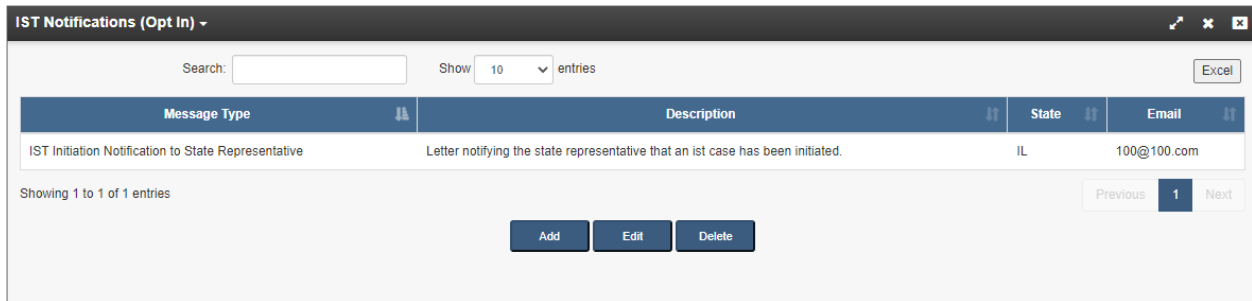 IST Notifications (Opt In)
Search: Show 10 entries Excel
Message Type Description State Email
IST Initiation Notification to State Representative Letter notifying the state representative that an ist case has been initiated. IL 100@100.com
Showing 1 to 1 of 1 entries Previous 1 Next
Add Edit Delete